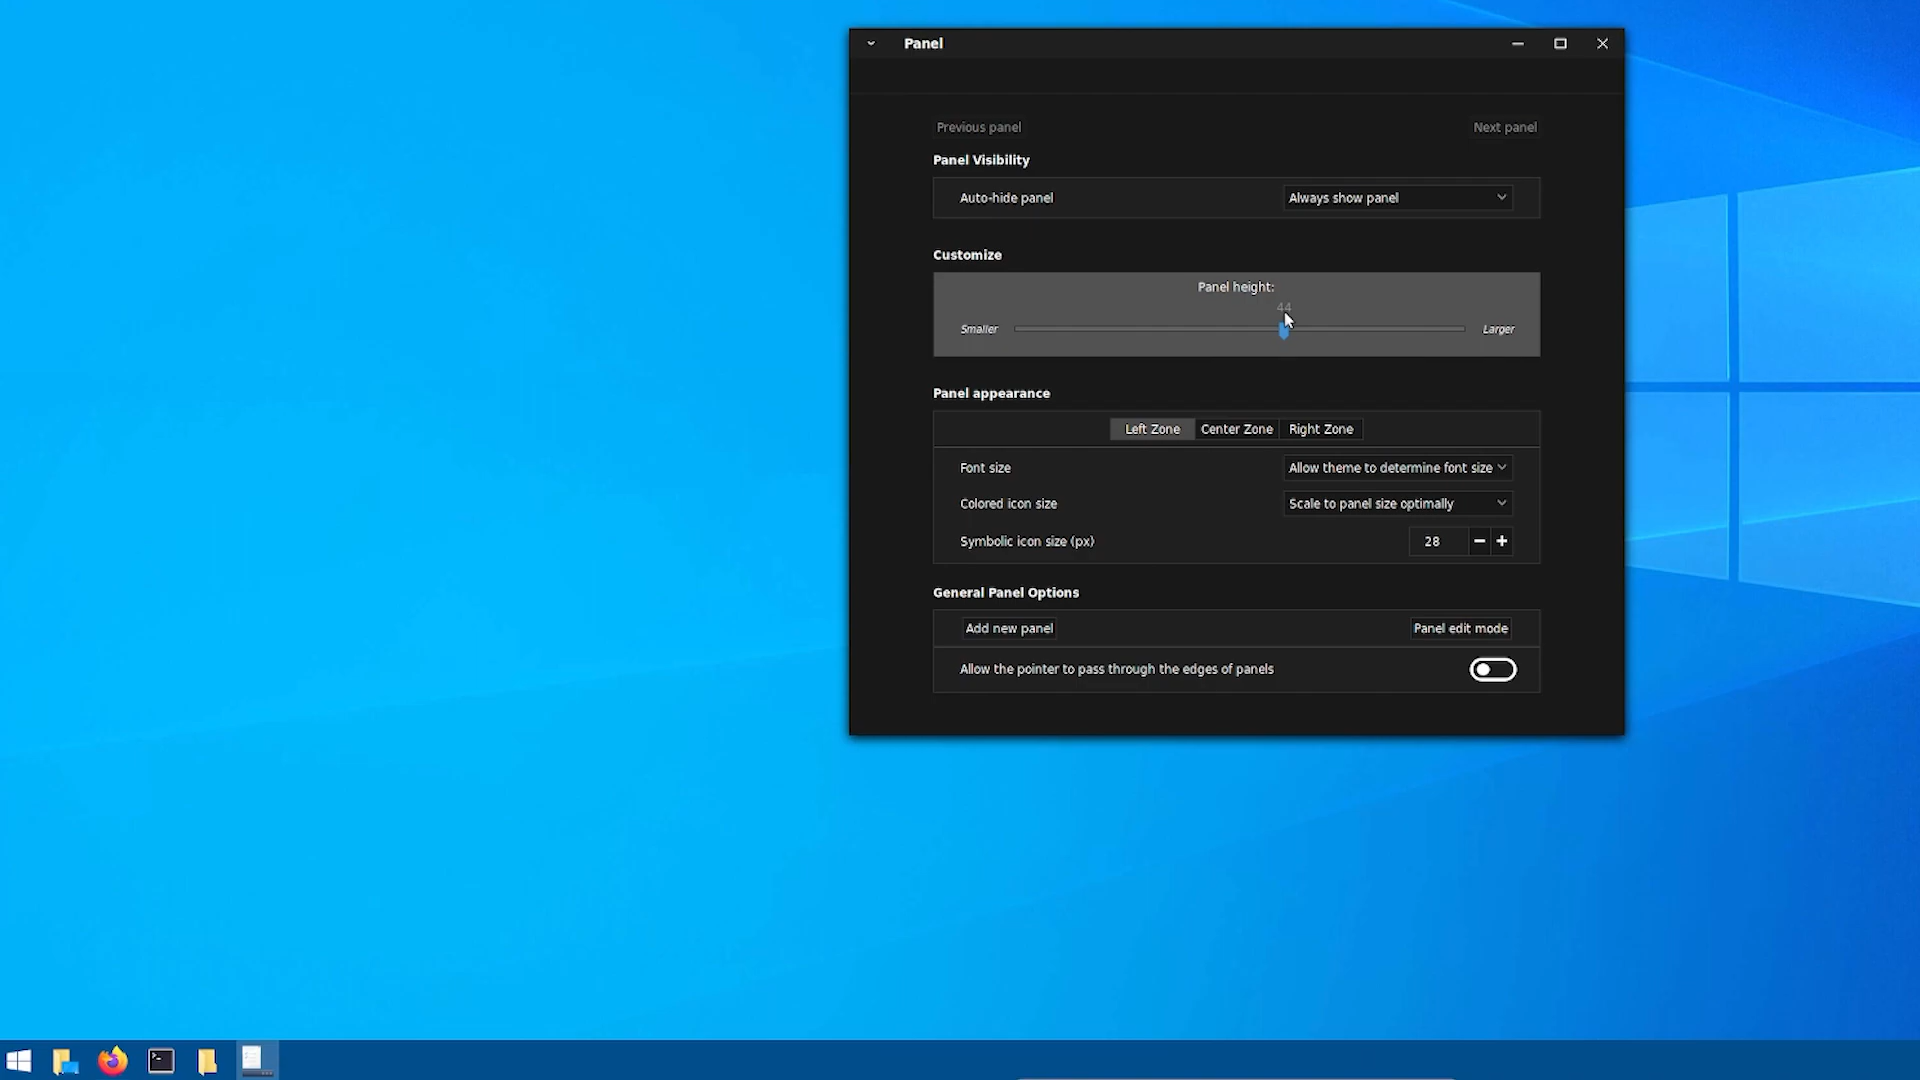 Panel
Previous panel
Next panel
Panel Visibility
Auto-hide panel
Always show panel
Customize
Panel height:
44
Smaller
Larger
Panel appearance
Left Zone
Center Zone
Right Zone
Font size
Allow theme to determine font size
Colored icon size
Scale to panel size optimally
Symbolic icon size (px)
28
General Panel Options
Add new panel
Panel edit mode
Allow the pointer to pass through the edges of panels